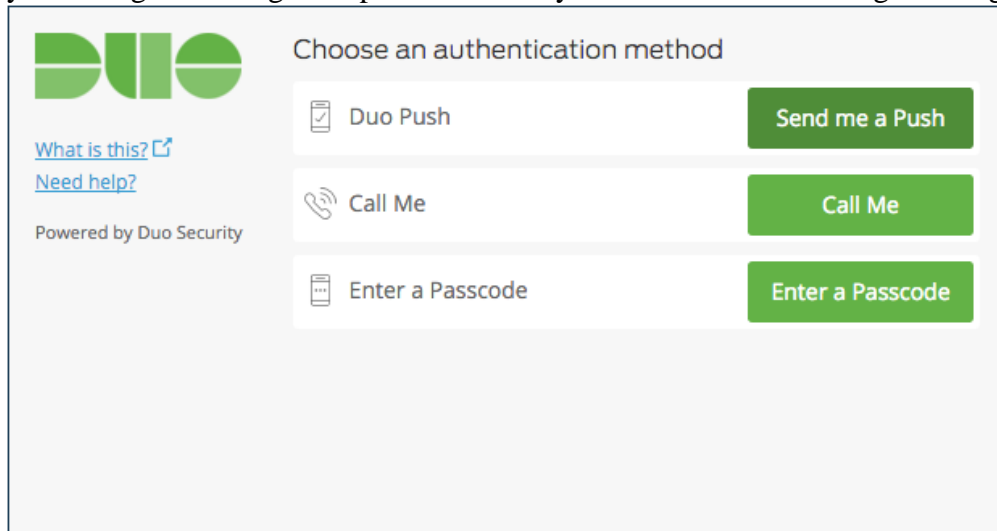 DUO
What is this?
Need help?
Powered by Duo Security
Choose an authentication method
Duo Push
Send me a Push
Call Me
Call Me
Enter a Passcode
Enter a Passcode